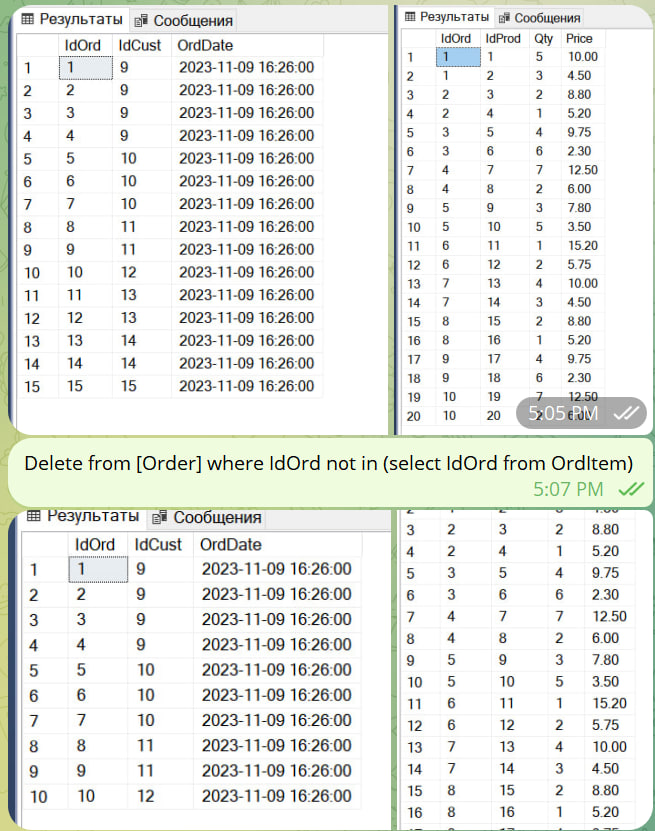 Результаты Сообщения
IdOrd IdCust OrdDate
1 1 9 2023-11-09 16:26:00
2 2 9 2023-11-09 16:26:00
3 3 9 2023-11-09 16:26:00
4 4 9 2023-11-09 16:26:00
5 5 10 2023-11-09 16:26:00
6 6 10 2023-11-09 16:26:00
7 7 10 2023-11-09 16:26:00
8 8 11 2023-11-09 16:26:00
9 9 11 2023-11-09 16:26:00
10 10 12 2023-11-09 16:26:00
11 11 13 2023-11-09 16:26:00
12 12 13 2023-11-09 16:26:00
13 13 14 2023-11-09 16:26:00
14 14 14 2023-11-09 16:26:00
15 15 15 2023-11-09 16:26:00
Результаты Сообщения
IdOrd IdProd Qty Price
1 1 1 5 10.00
2 1 2 3 4.50
3 2 3 2 8.80
4 2 4 1 5.20
5 3 5 4 9.75
6 3 6 6 2.30
7 4 7 7 12.50
8 4 8 2 6.00
9 5 9 3 7.80
10 5 10 5 3.50
11 6 11 1 15.20
12 6 12 2 5.75
13 7 13 4 10.00
14 7 14 3 4.50
15 8 15 2 8.80
16 8 16 1 5.20
17 9 17 4 9.75
18 9 18 6 2.30
19 10 19 7 12.50
20 10 20 2 6.00
5:05 PM
Delete from [Order] where IdOrd not in (select IdOrd from OrdItem)
5:07 PM
Результаты Сообщения
IdOrd IdCust OrdDate
1 1 9 2023-11-09 16:26:00
2 2 9 2023-11-09 16:26:00
3 3 9 2023-11-09 16:26:00
4 4 9 2023-11-09 16:26:00
5 5 10 2023-11-09 16:26:00
6 6 10 2023-11-09 16:26:00
7 7 10 2023-11-09 16:26:00
8 8 11 2023-11-09 16:26:00
9 9 11 2023-11-09 16:26:00
10 10 12 2023-11-09 16:26:00
3 2 3 2 8.80
4 2 4 1 5.20
5 3 5 4 9.75
6 3 6 6 2.30
7 4 7 7 12.50
8 4 8 2 6.00
9 5 9 3 7.80
10 5 10 5 3.50
11 6 11 1 15.20
12 6 12 2 5.75
13 7 13 4 10.00
14 7 14 3 4.50
15 8 15 2 8.80
16 8 16 1 5.20